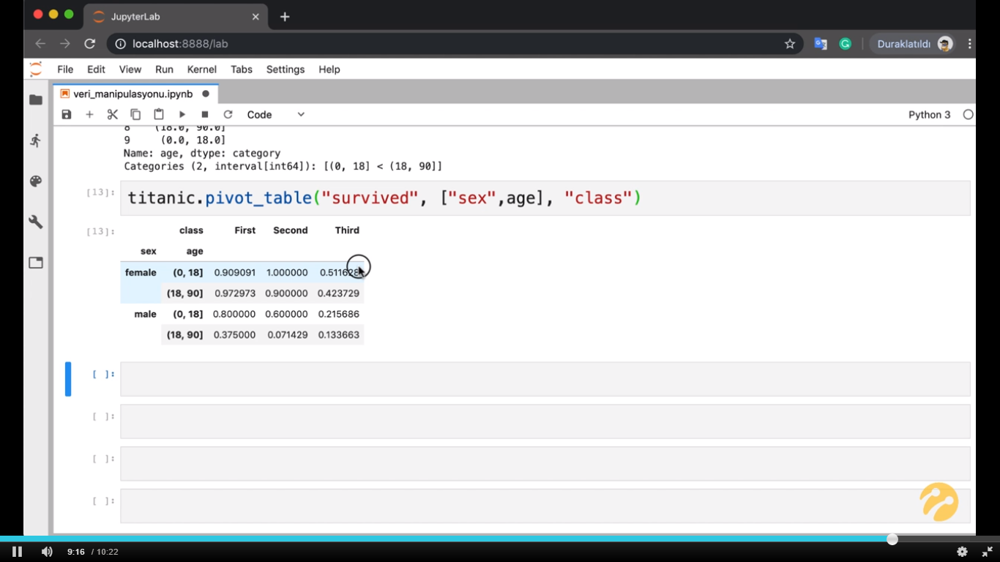 JupyterLab
localhost:8888/lab
Duraklatıldı
File Edit View Run Kernel Tabs Settings Help
veri_manipulasyonu.ipynb
Code
Python 3
8 (18.0, 90.0]
9 (0.0, 18.0]
Name: age, dtype: category
Categories (2, interval[int64]): [(0, 18] < (18, 90]]
[13]: titanic.pivot_table("survived", ["sex",age], "class")
[13]: class First Second Third
sex age
female (0, 18] 0.909091 1.000000 0.511628
(18, 90] 0.972973 0.900000 0.423729
male (0, 18] 0.800000 0.600000 0.215686
(18, 90] 0.375000 0.071429 0.133663
[ ]:
[ ]:
[ ]:
[ ]:
9:16 / 10:22